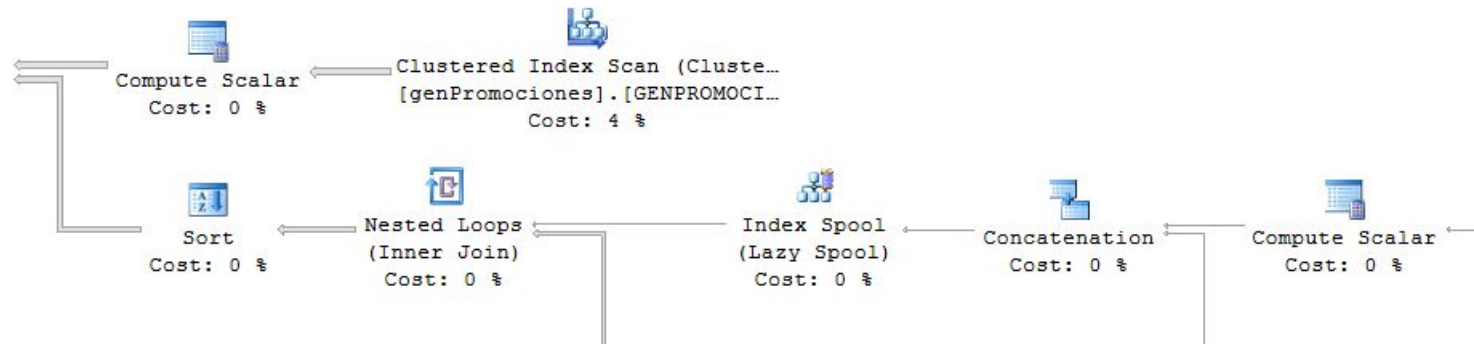 Compute Scalar
Cost: 0 %
Clustered Index Scan (Cluste…
[genPromociones].[GENPROMOCI…
Cost: 4 %
Sort
Cost: 0 %
Nested Loops
(Inner Join)
Cost: 0 %
Index Spool
(Lazy Spool)
Cost: 0 %
Concatenation
Cost: 0 %
Compute Scalar
Cost: 0 %